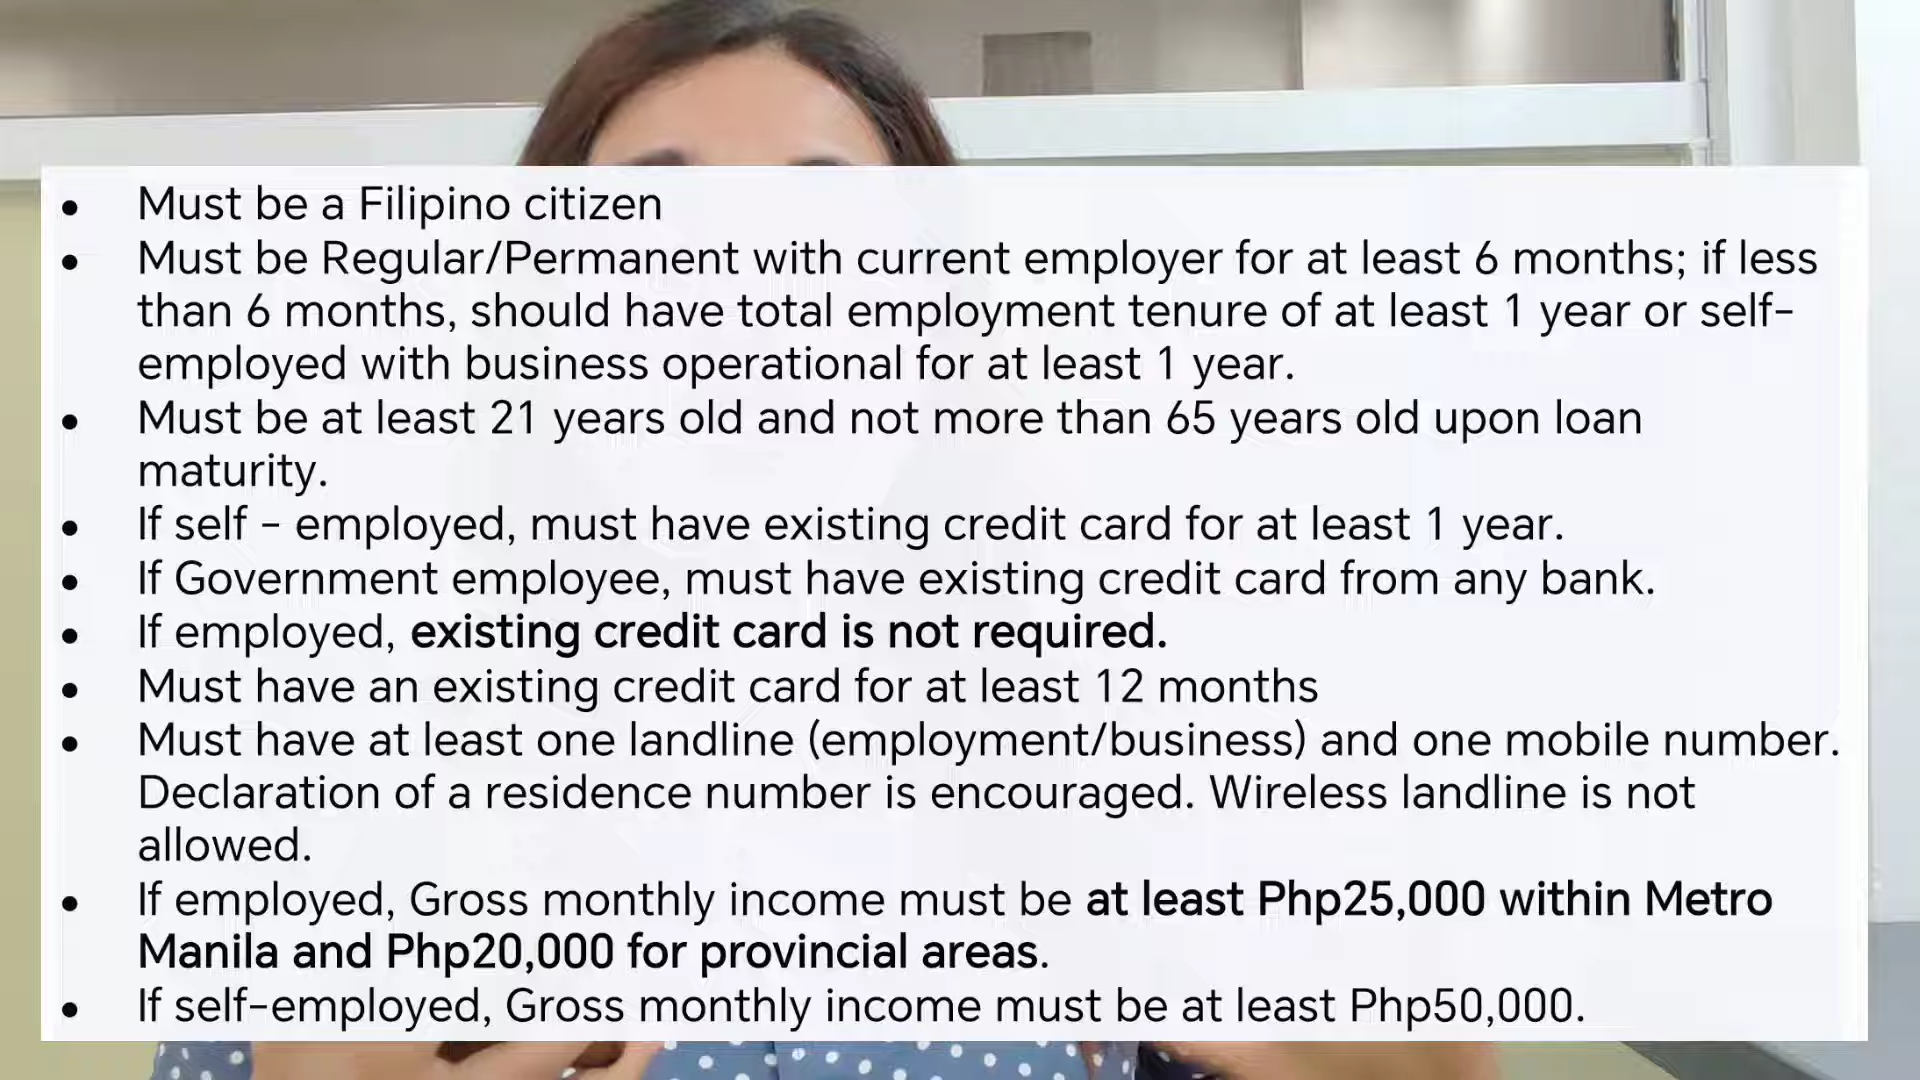 • Must be a Filipino citizen
• Must be Regular/Permanent with current employer for at least 6 months; if less
than 6 months, should have total employment tenure of at least 1 year or self-
employed with business operational for at least 1 year.
• Must be at least 21 years old and not more than 65 years old upon loan
maturity.
• If self - employed, must have existing credit card for at least 1 year.
• If Government employee, must have existing credit card from any bank.
• If employed, existing credit card is not required.
• Must have an existing credit card for at least 12 months
• Must have at least one landline (employment/business) and one mobile number.
Declaration of a residence number is encouraged. Wireless landline is not
allowed.
• If employed, Gross monthly income must be at least Php25,000 within Metro
Manila and Php20,000 for provincial areas.
• If self-employed, Gross monthly income must be at least Php50,000.